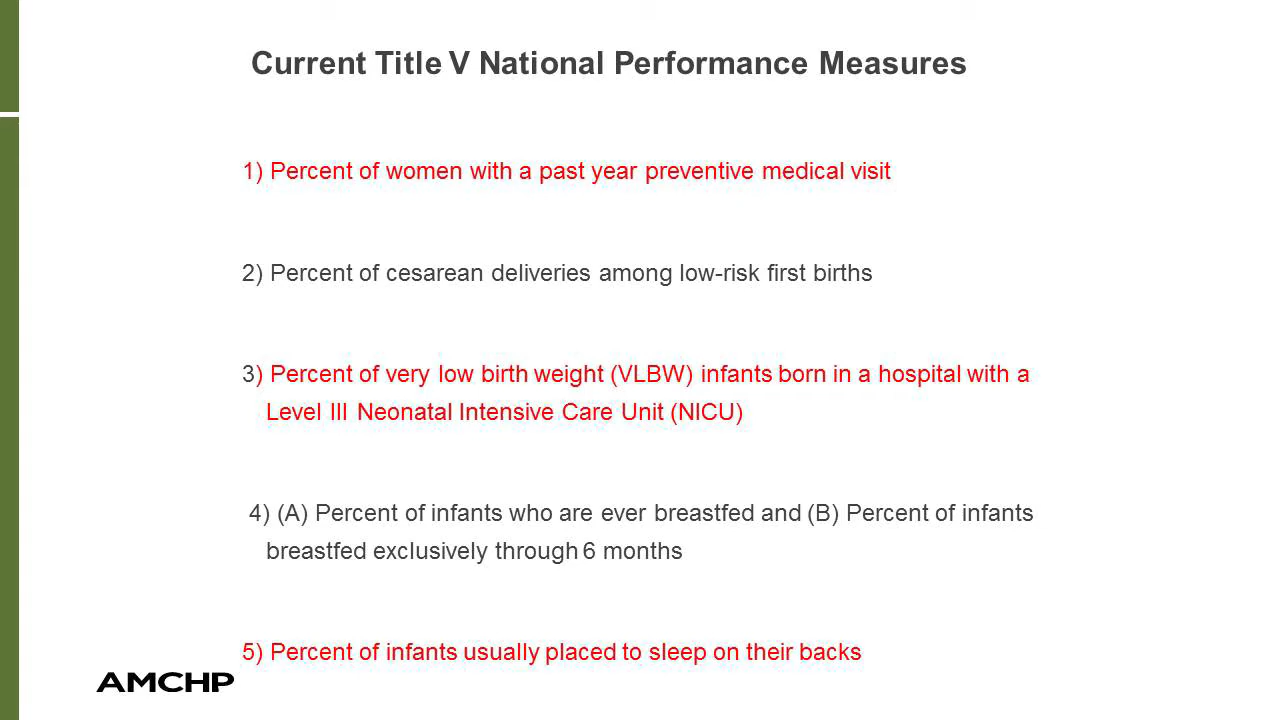 Current Title V National Performance Measures
1) Percent of women with a past year preventive medical visit
2) Percent of cesarean deliveries among low-risk first births
3) Percent of very low birth weight (VLBW) infants born in a hospital with a
Level III Neonatal Intensive Care Unit (NICU)
4) (A) Percent of infants who are ever breastfed and (B) Percent of infants
breastfed exclusively through 6 months
5) Percent of infants usually placed to sleep on their backs
AMCHP